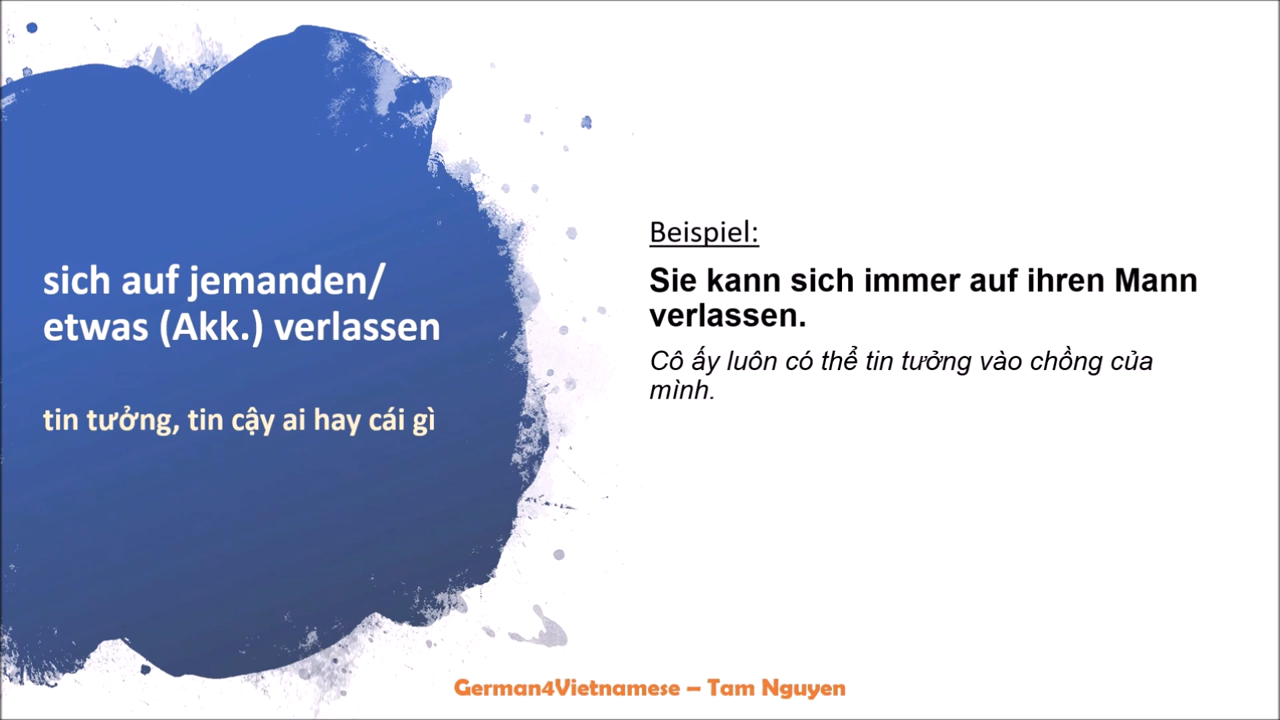 sich auf jemanden/
etwas (Akk.) verlassen
tin tưởng, tin cậy ai hay cái gì
Beispiel:
Sie kann sich immer auf ihren Mann
verlassen.
Cô ấy luôn có thể tin tưởng vào chồng của
mình.
German4Vietnamese – Tam Nguyen